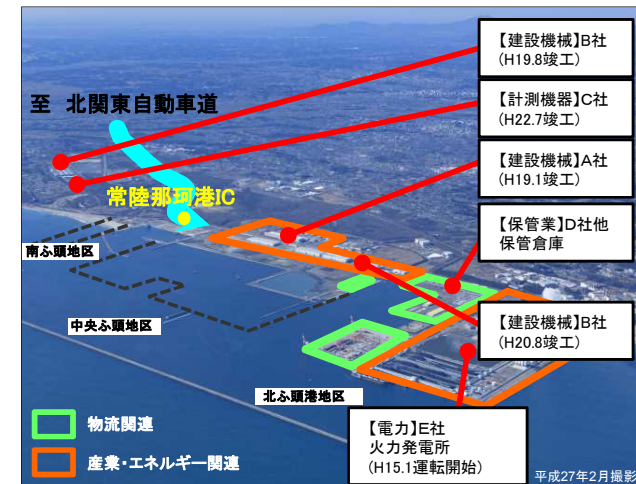 【建設機械】B社
(H19.8竣工)
至 北関東自動車道
【計測機器】C社
(H22.7竣工)
【建設機械】A社
(H19.1竣工)
常陸那珂港IC
【保管業】D社他
保管倉庫
南ふ頭地区
中央ふ頭地区
【建設機械】B社
(H20.8竣工)
北ふ頭港地区
【電力】E社
火力発電所
(H15.1運転開始)
物流関連
産業・エネルギー関連
平成27年2月撮影